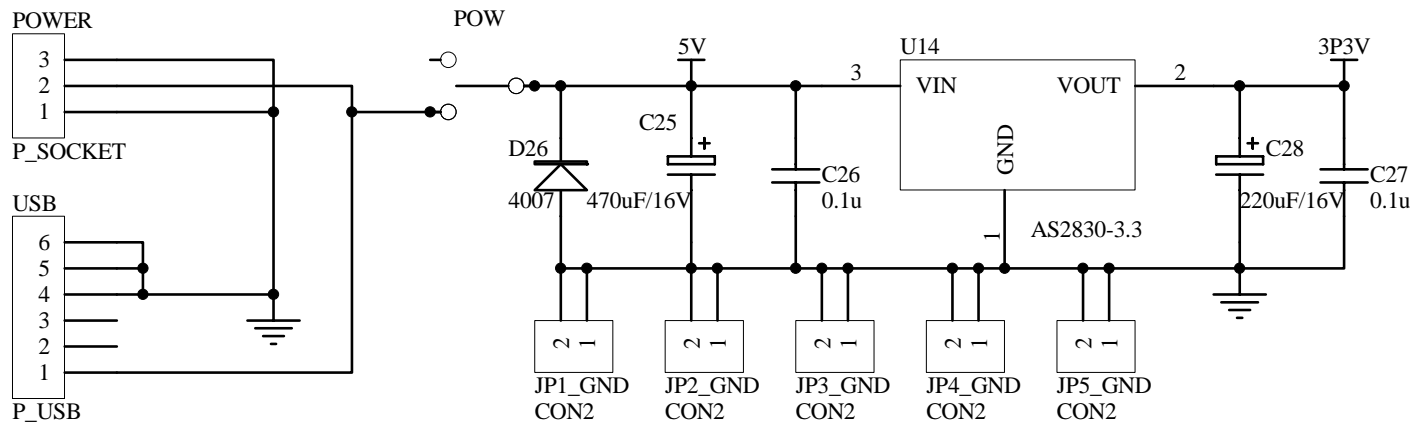 POWER
3
2
1
P_SOCKET
USB
6
5
4
3
2
1
P_USB
POW
5V
D26
4007
C25
470uF/16V
C26
0.1u
U14
3
VIN
VOUT
2
GND
1
AS2830-3.3
3P3V
C28
220uF/16V
C27
0.1u
2 1
JP1_GND
CON2
2 1
JP2_GND
CON2
2 1
JP3_GND
CON2
2 1
JP4_GND
CON2
2 1
JP5_GND
CON2